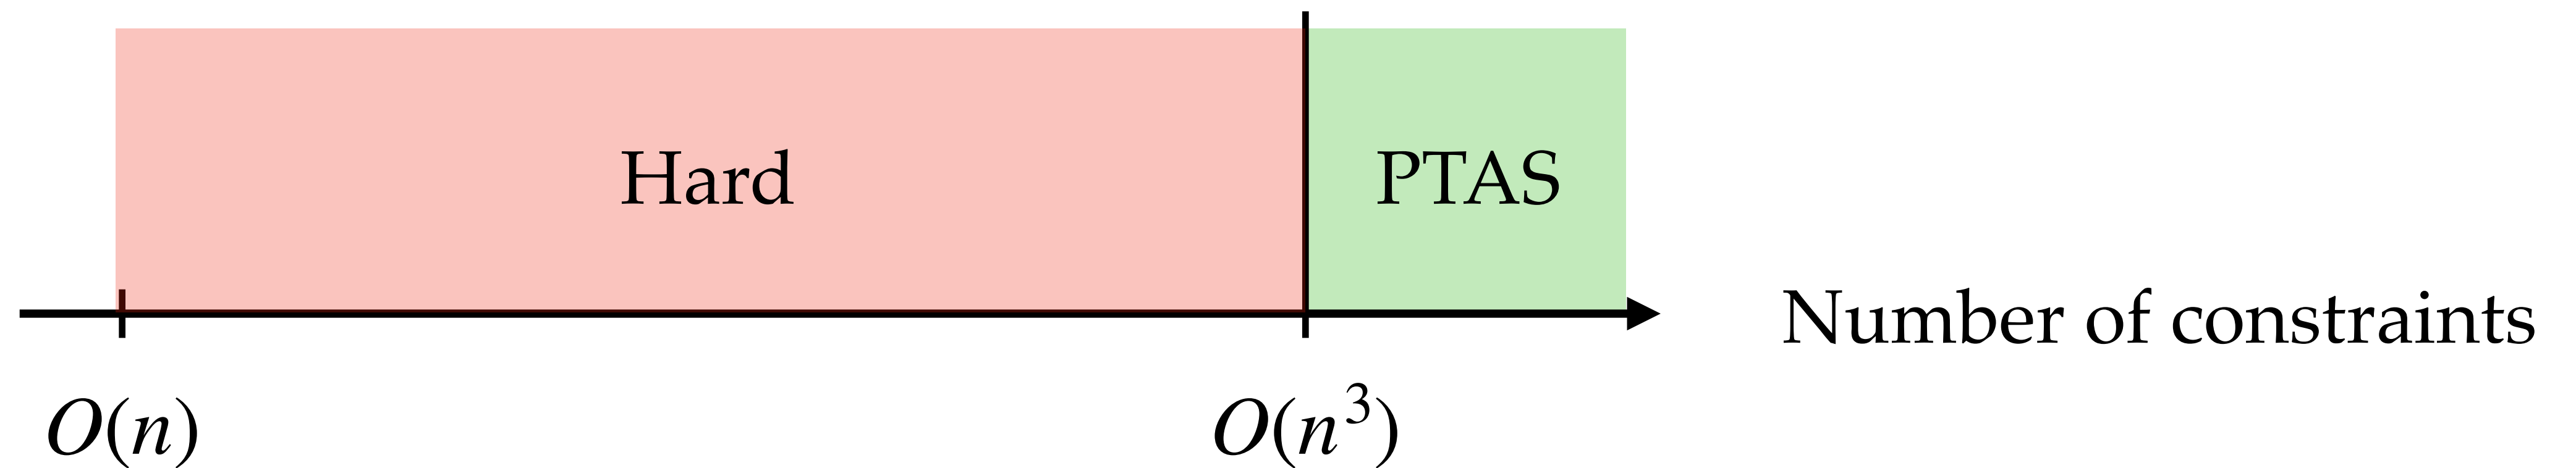 Hard
PTAS
Number of constraints
O(n)
O(n³)